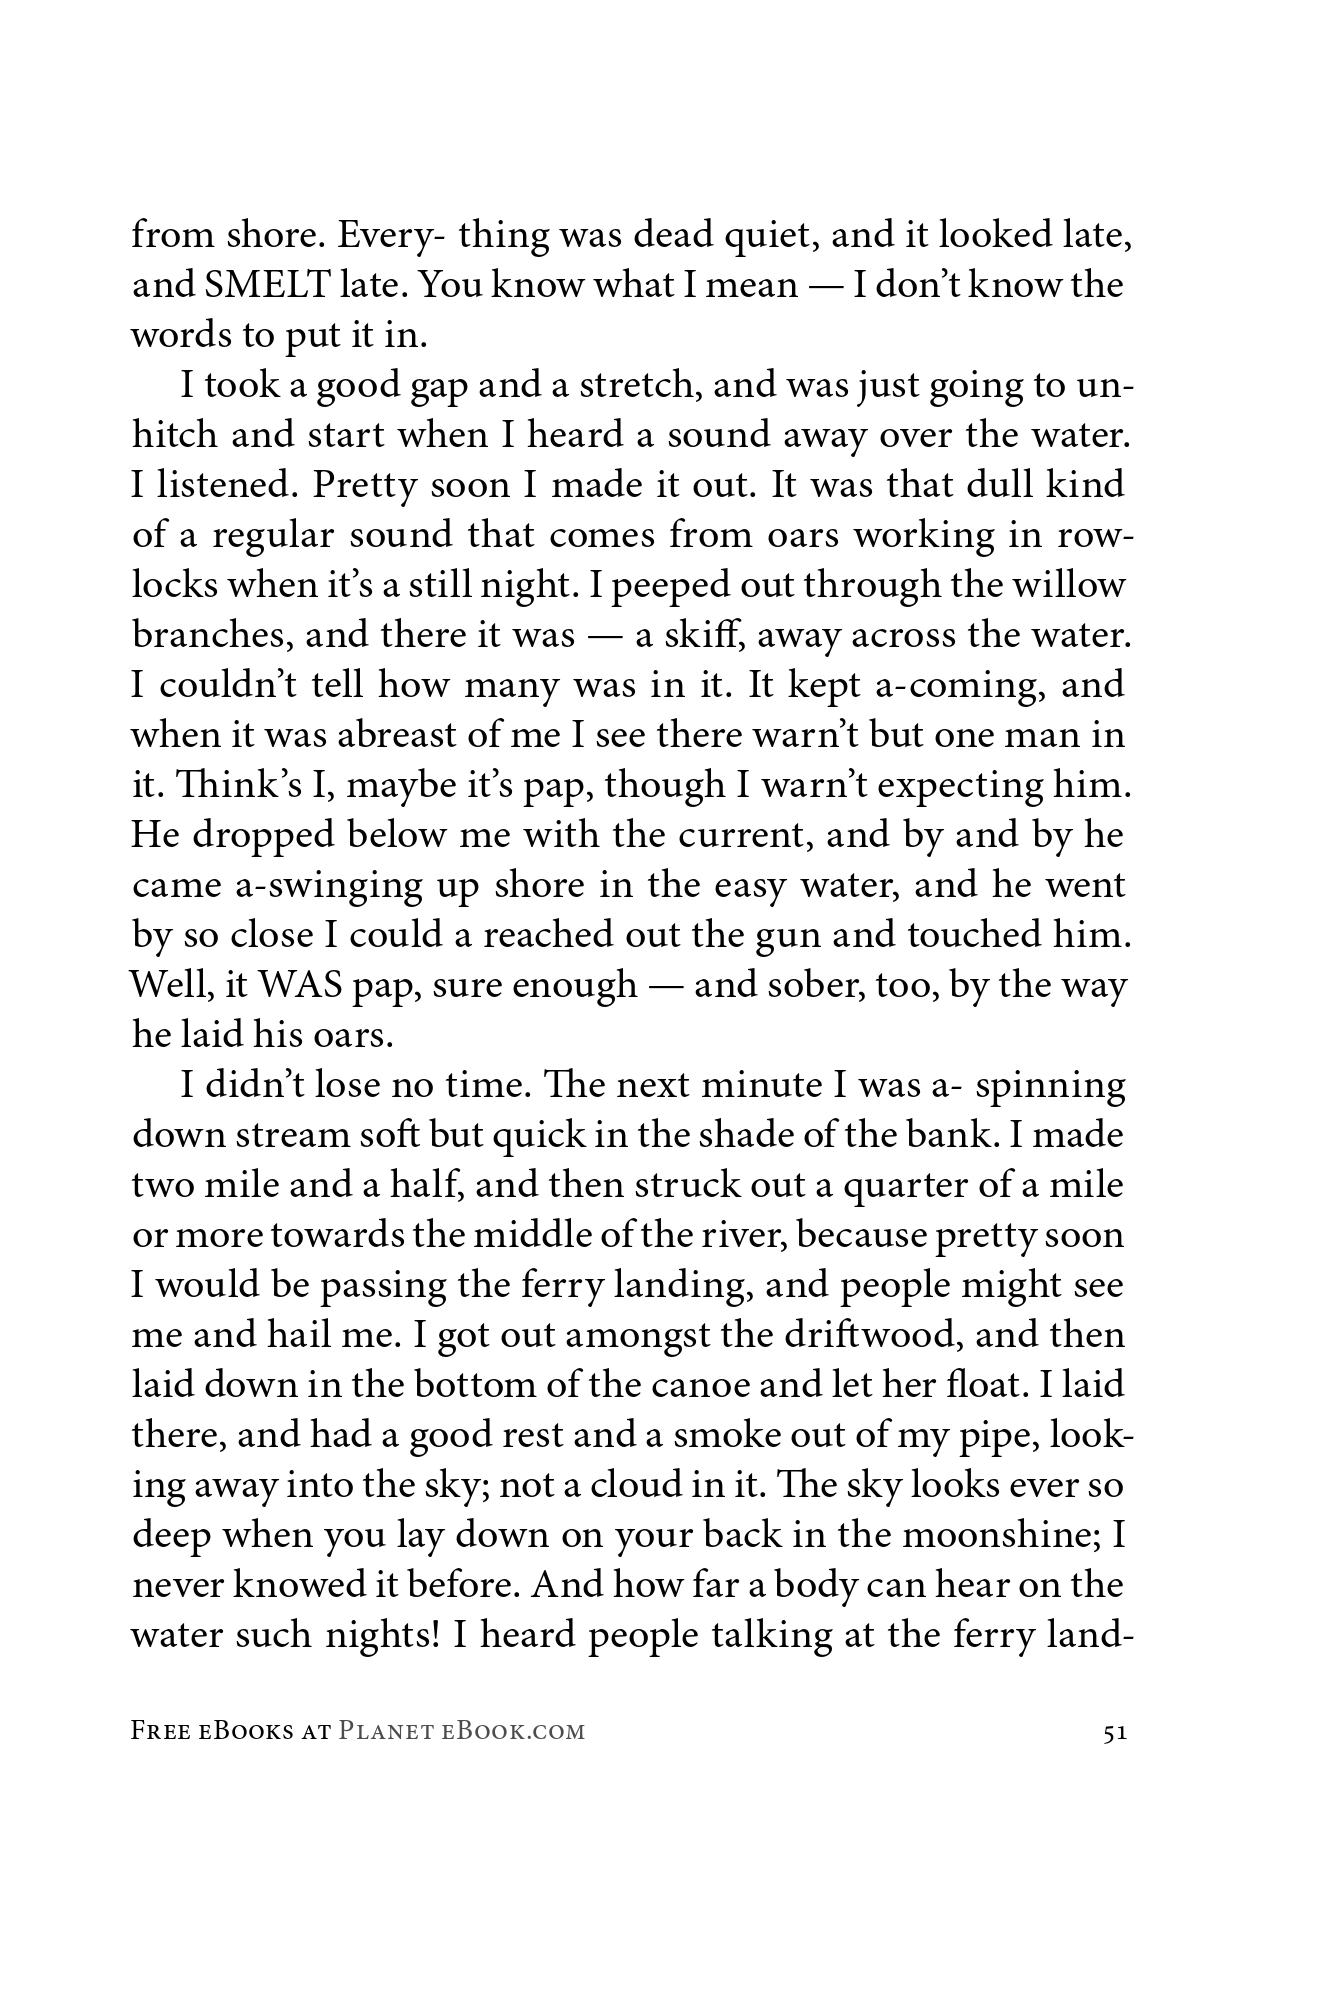 from shore. Every- thing was dead quiet, and it looked late,
and SMELT late. You know what I mean — I don’t know the
words to put it in.
I took a good gap and a stretch, and was just going to un-
hitch and start when I heard a sound away over the water.
I listened. Pretty soon I made it out. It was that dull kind
of a regular sound that comes from oars working in row-
locks when it’s a still night. I peeped out through the willow
branches, and there it was — a skiff, away across the water.
I couldn’t tell how many was in it. It kept a-coming, and
when it was abreast of me I see there warn’t but one man in
it. Think’s I, maybe it’s pap, though I warn’t expecting him.
He dropped below me with the current, and by and by he
came a-swinging up shore in the easy water, and he went
by so close I could a reached out the gun and touched him.
Well, it WAS pap, sure enough — and sober, too, by the way
he laid his oars.
I didn’t lose no time. The next minute I was a- spinning
down stream soft but quick in the shade of the bank. I made
two mile and a half, and then struck out a quarter of a mile
or more towards the middle of the river, because pretty soon
I would be passing the ferry landing, and people might see
me and hail me. I got out amongst the driftwood, and then
laid down in the bottom of the canoe and let her float. I laid
there, and had a good rest and a smoke out of my pipe, look-
ing away into the sky; not a cloud in it. The sky looks ever so
deep when you lay down on your back in the moonshine; I
never knowed it before. And how far a body can hear on the
water such nights! I heard people talking at the ferry land-
Free eBooks at Planet eBook.com 51